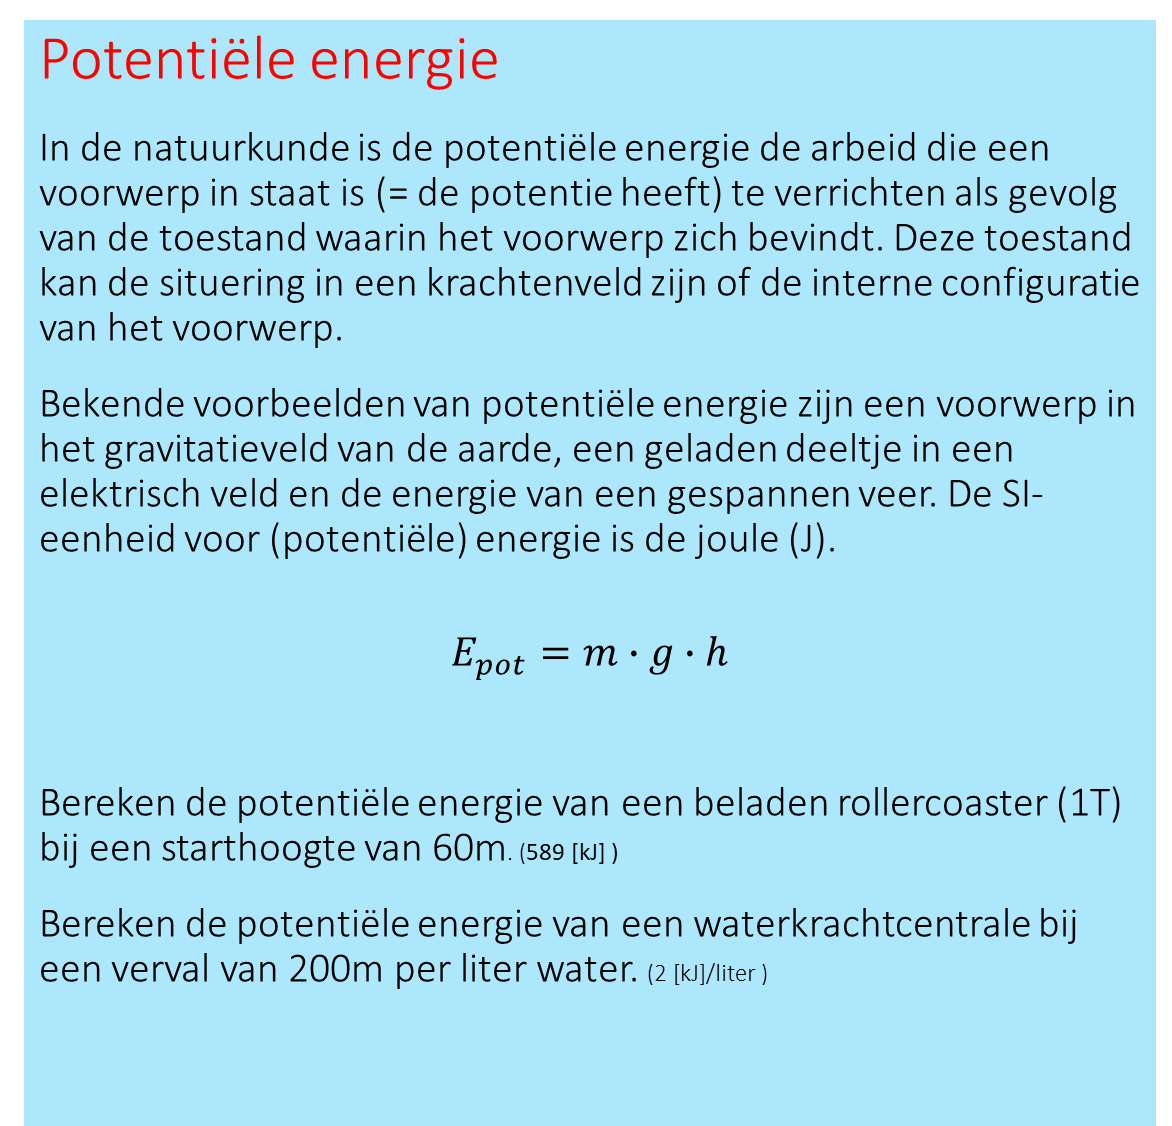 Potentiële energie
In de natuurkunde is de potentiële energie de arbeid die een
voorwerp in staat is (= de potentie heeft) te verrichten als gevolg
van de toestand waarin het voorwerp zich bevindt. Deze toestand
kan de situering in een krachtenveld zijn of de interne configuratie
van het voorwerp.
Bekende voorbeelden van potentiële energie zijn een voorwerp in
het gravitatieveld van de aarde, een geladen deeltje in een
elektrisch veld en de energie van een gespannen veer. De SI-
eenheid voor (potentiële) energie is de joule (J).
E_{pot} = m · g · h
Bereken de potentiële energie van een beladen rollercoaster (1T)
bij een starthoogte van 60m. (589 [kJ] )
Bereken de potentiële energie van een waterkrachtcentrale bij
een verval van 200m per liter water. (2 [kJ]/liter )